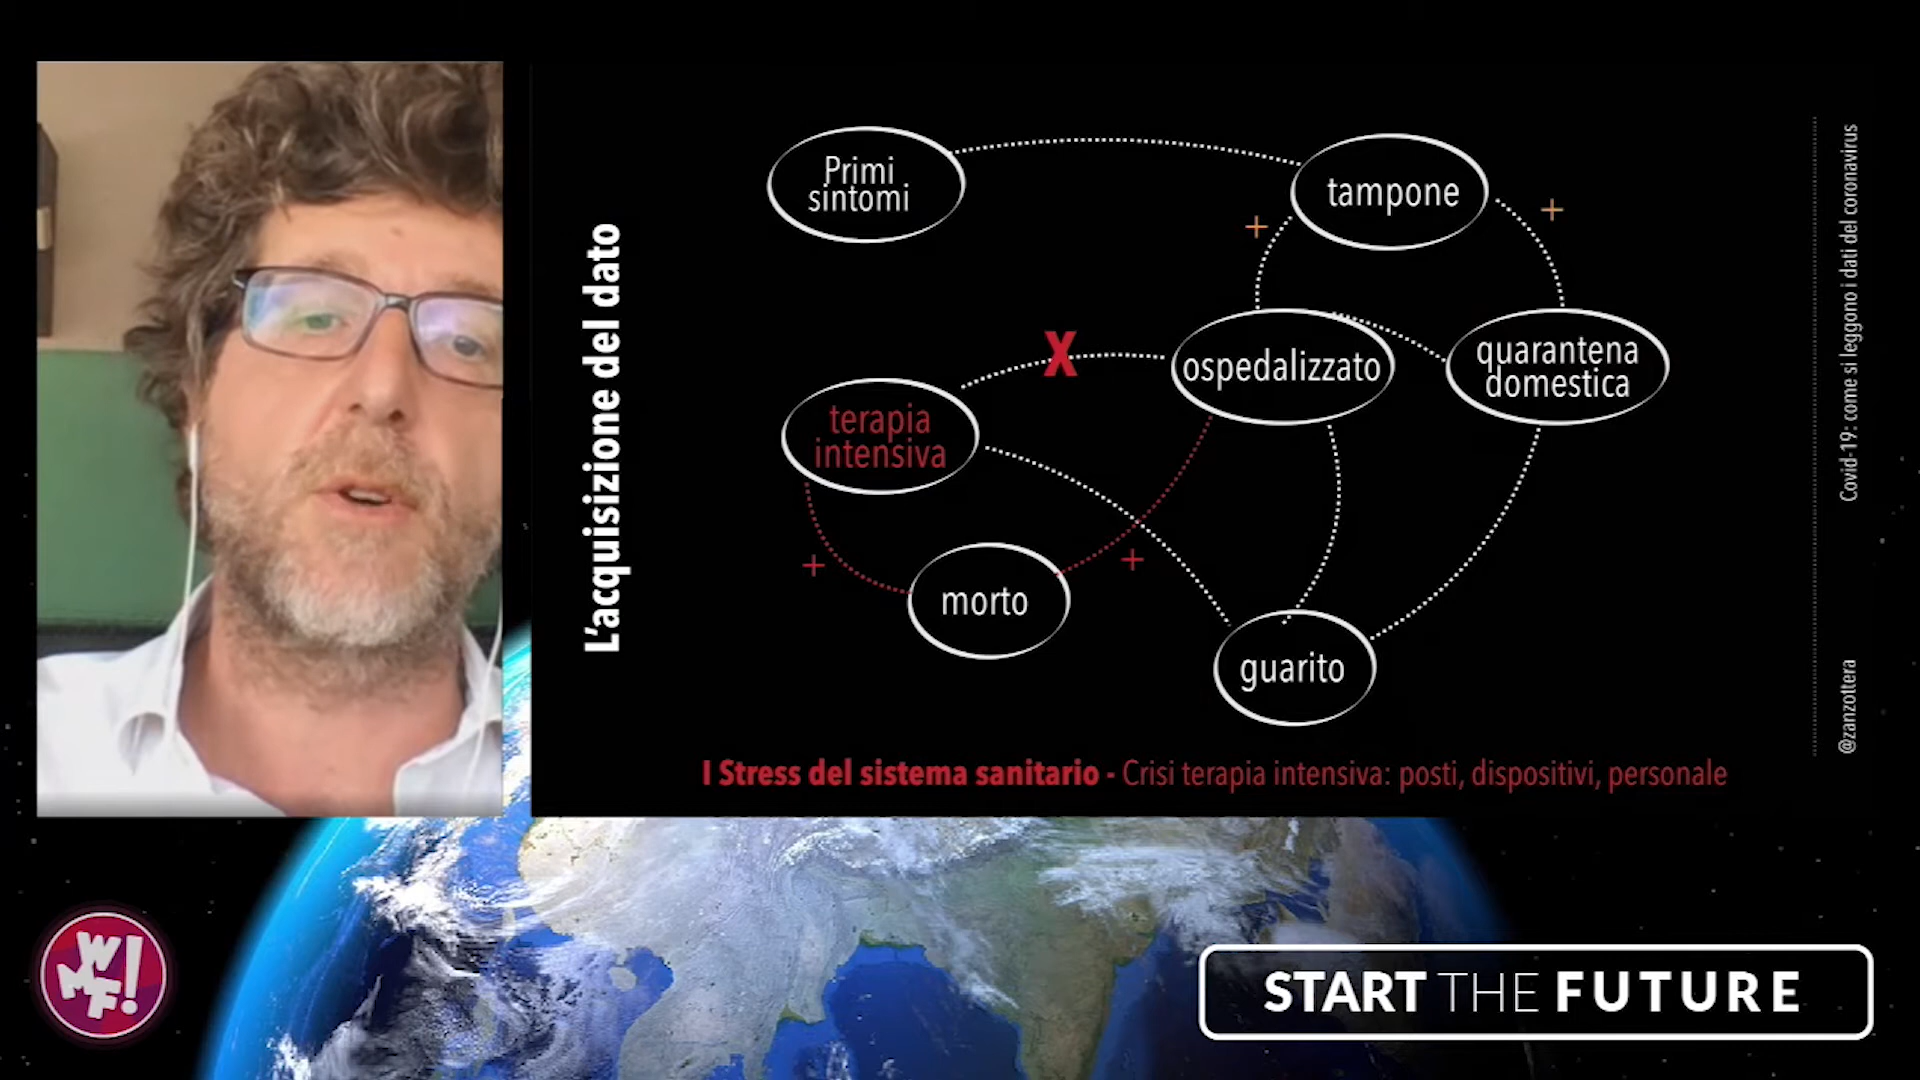 L'acquisizione del dato
Primi
sintomi
tampone
+
+
X
ospedalizzato
quarantena
domestica
terapia
intensiva
+
+
morto
guarito
I Stress del sistema sanitario - Crisi terapia intensiva: posti, dispositivi, personale
Covid-19: come si leggono i dati del coronavirus
@zanzottera
WMF!
START THE FUTURE